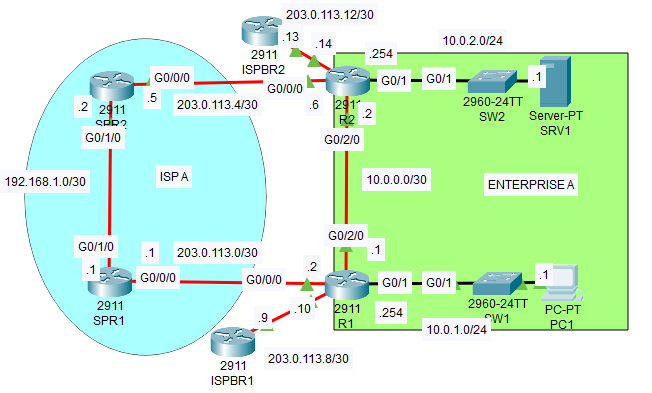 203.0.113.12/30
.13
.14
2911
ISPBR2
.254
10.0.2.0/24
G0/0/0
G0/0/0
G0/1
G0/1
.1
2911
SPR2
.2
.5
203.0.113.4/30
.6
2911
R2
.2
2960-24TT
SW2
Server-PT
SRV1
G0/1/0
G0/2/0
192.168.1.0/30
ISP A
10.0.0.0/30
ENTERPRISE A
G0/1/0
G0/2/0
.1
.1
203.0.113.0/30
.1
G0/0/0
G0/0/0
.2
G0/1
G0/1
.1
2911
SPR1
2911
R1
.10
.9
.254
2960-24TT
SW1
PC-PT
PC1
10.0.1.0/24
2911
ISPBR1
203.0.113.8/30